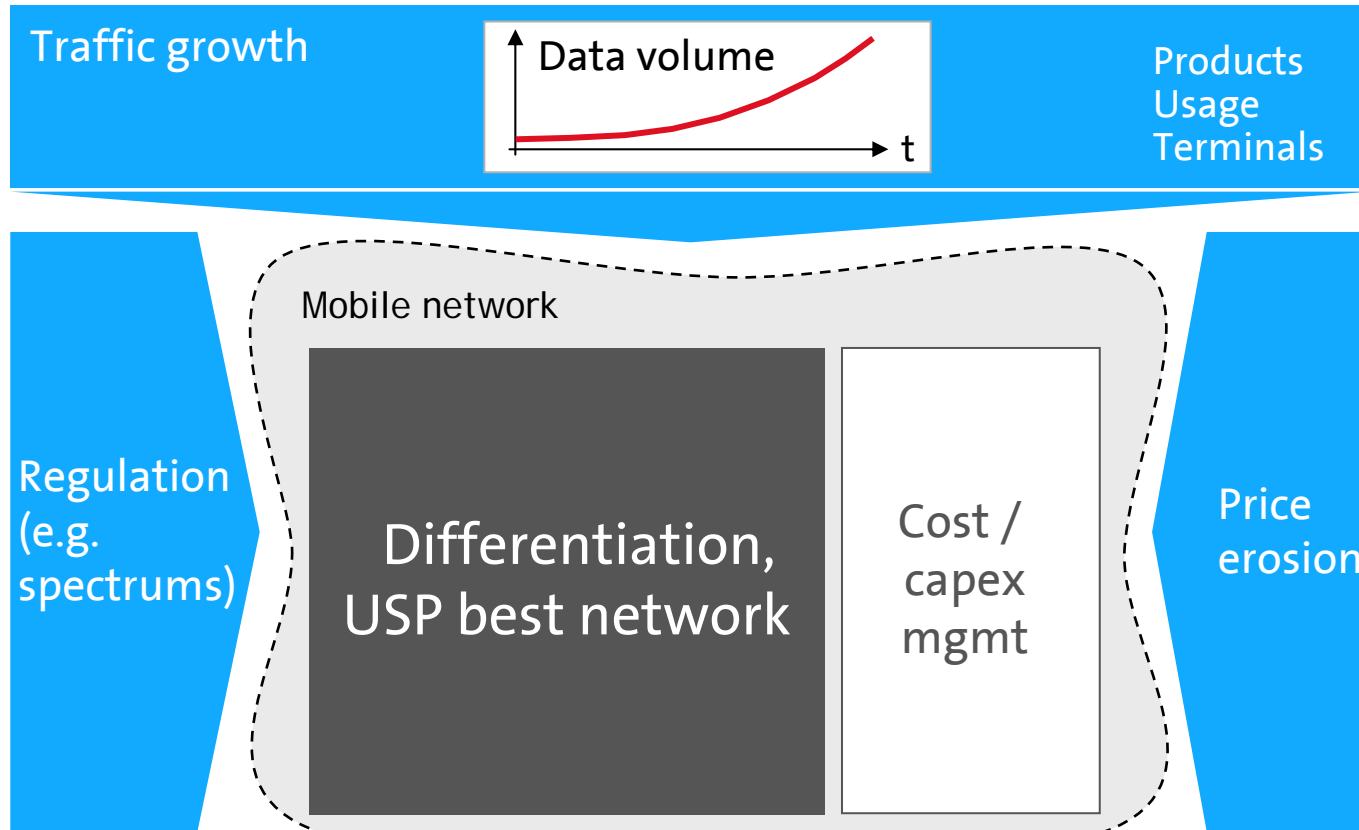 Traffic growth
Data volume
t
Products
Usage
Terminals
Mobile network
Regulation
(e.g.
spectrums)
Differentiation,
USP best network
Cost /
capex
mgmt
Price
erosion